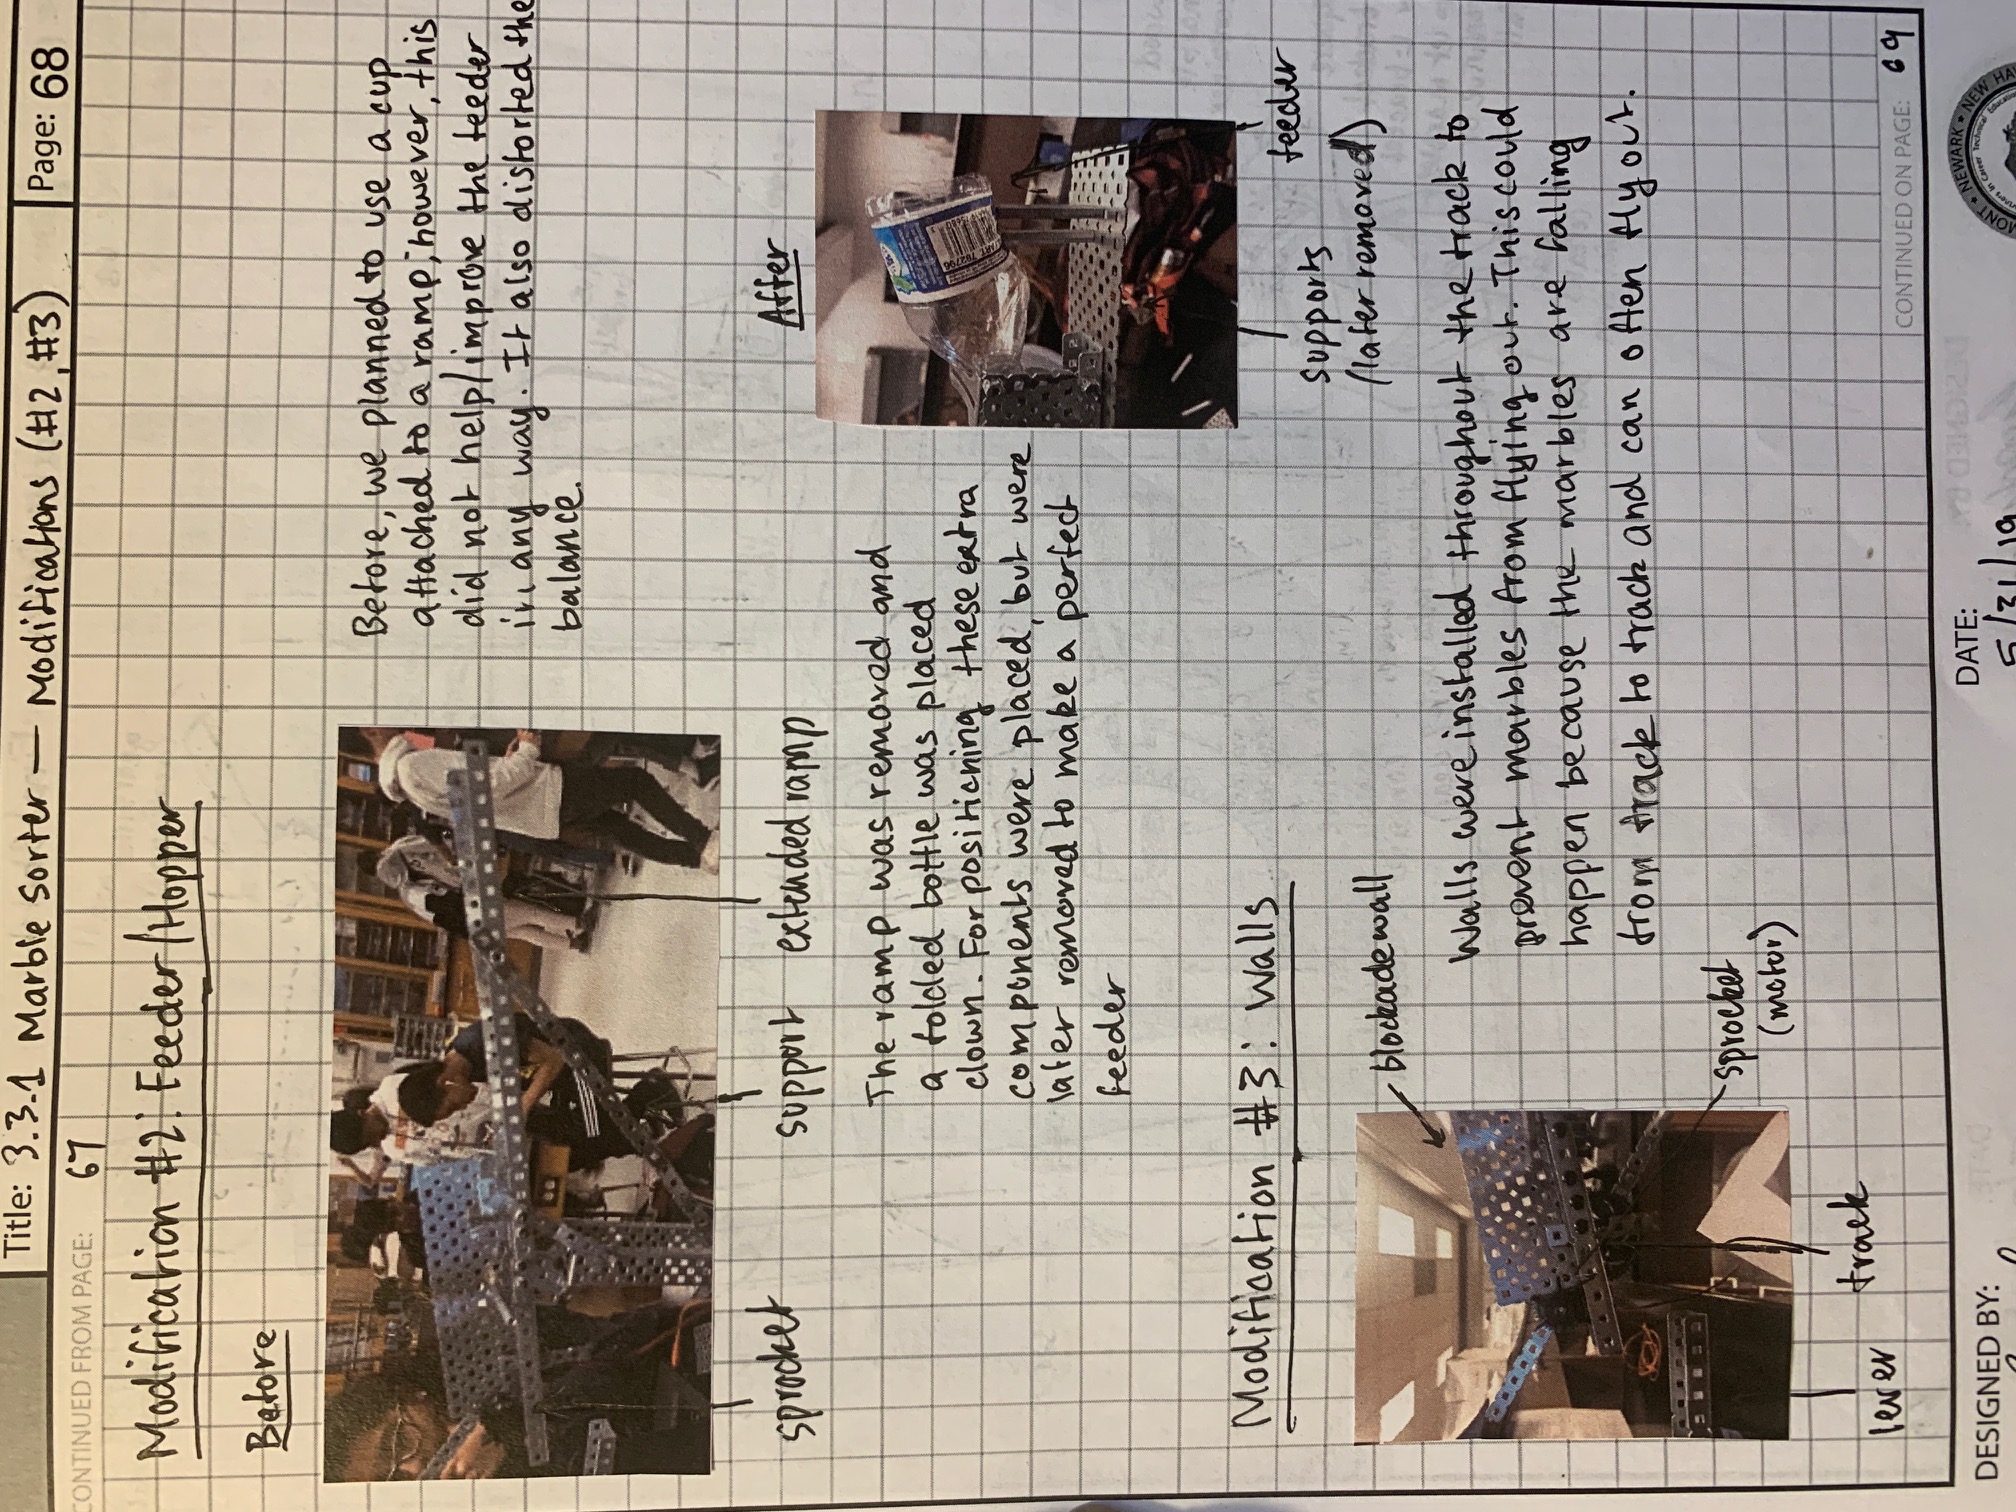 Title: 3.3.1 Marble Sorter — Modifications (#2, #3)
Page: 68
CONTINUED FROM PAGE: 67
Modification #2: Feeder/Hopper
Before
Before, we planned to use a cup
attached to a ramp; however, this
did not help/improve the feeder
in any way. It also distorted the
balance.
sprocket
support
extended ramp
After
The ramp was removed and
a folded bottle was placed
down. For positioning these extra
components were placed, but were
later removed to make a perfect
feeder
supports
(later removed)
feeder
Modification #3: Walls
blockade wall
Walls were installed throughout the track to
prevent marbles from flying out. This could
happen because the marbles are falling
from track to track and can often fly out.
sprocket
(motor)
track
lever
CONTINUED ON PAGE: 69
DESIGNED BY:
DATE:
5/31/19
NEWARK • NEW